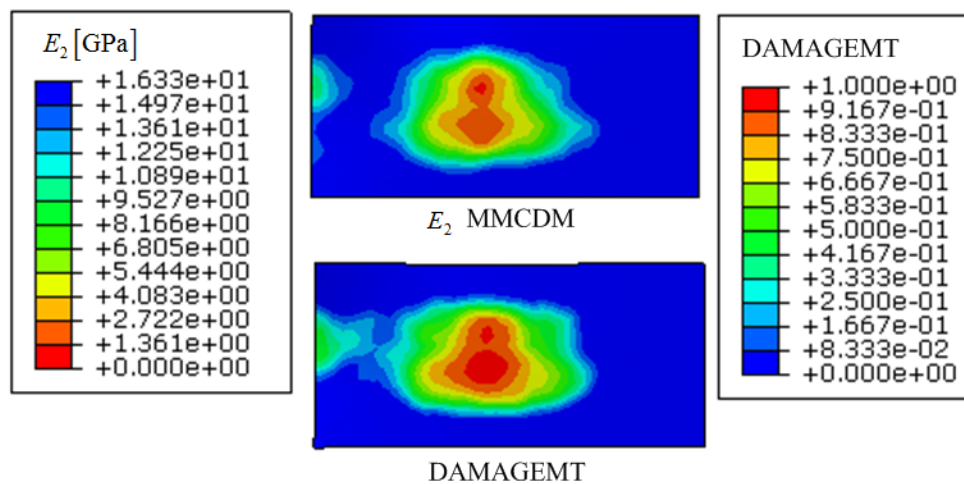 E₂ [GPa]
+1.633e+01
+1.497e+01
+1.361e+01
+1.225e+01
+1.089e+01
+9.527e+00
+8.166e+00
+6.805e+00
+5.444e+00
+4.083e+00
+2.722e+00
+1.361e+00
+0.000e+00
E₂ MMCDM
DAMAGEMT
DAMAGEMT
+1.000e+00
+9.167e-01
+8.333e-01
+7.500e-01
+6.667e-01
+5.833e-01
+5.000e-01
+4.167e-01
+3.333e-01
+2.500e-01
+1.667e-01
+8.333e-02
+0.000e+00